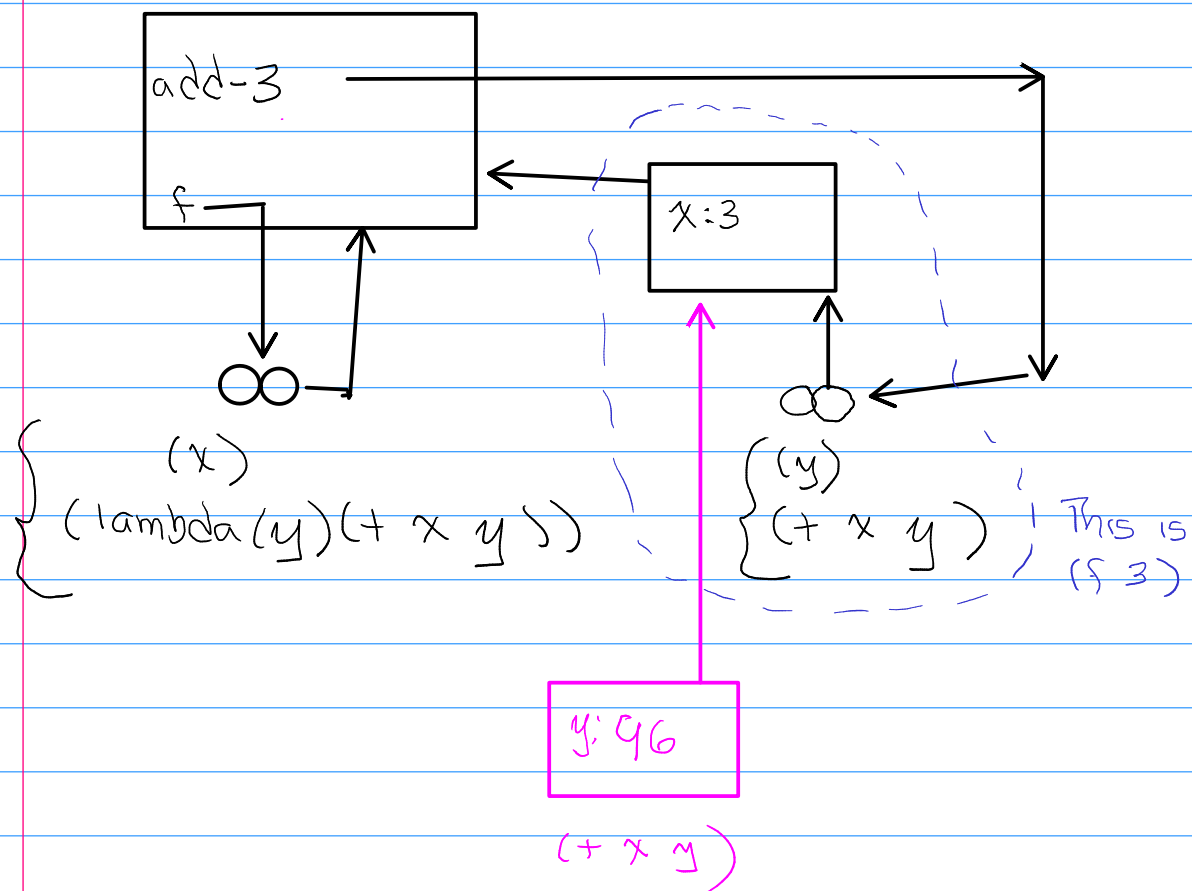 add-3
f
x:3
(x)
(lambda(y)(+ x y))
(y)
(+ x y)
This is
(f 3)
y: 96
(+ x y)